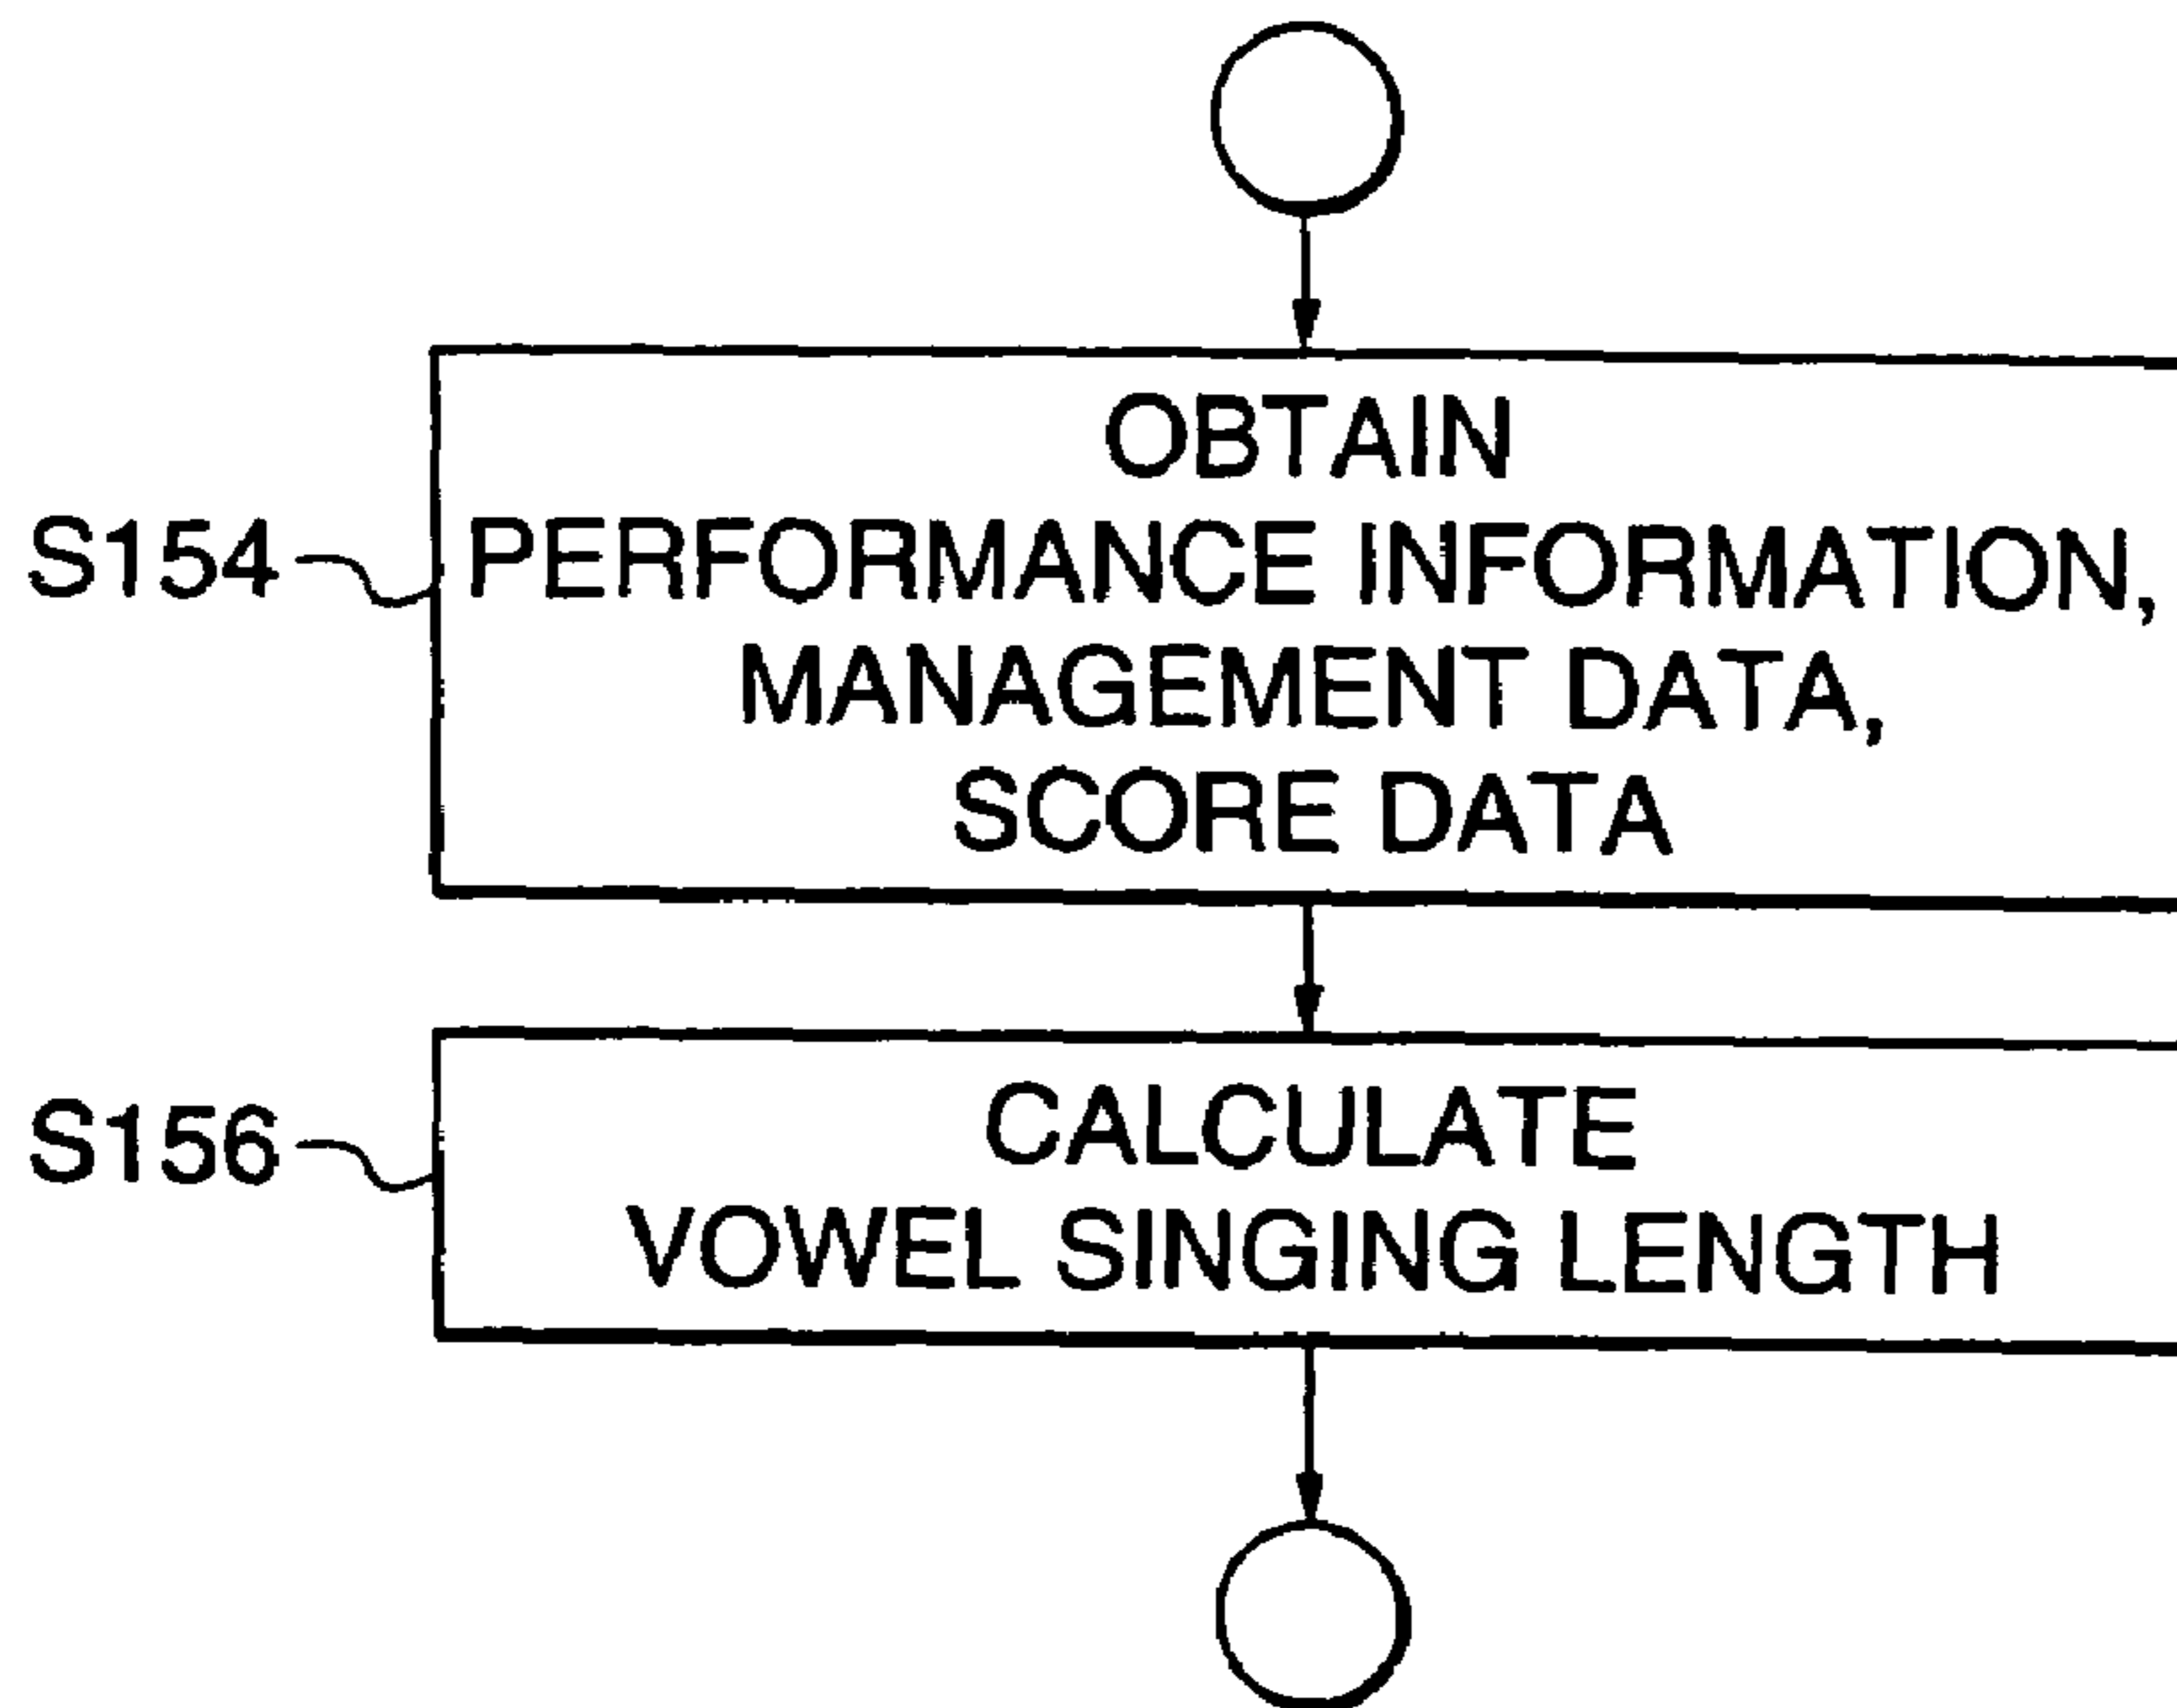 OBTAIN
S154 PERFORMANCE INFORMATION,
MANAGEMENT DATA,
SCORE DATA
S156 CALCULATE
VOWEL SINGING LENGTH